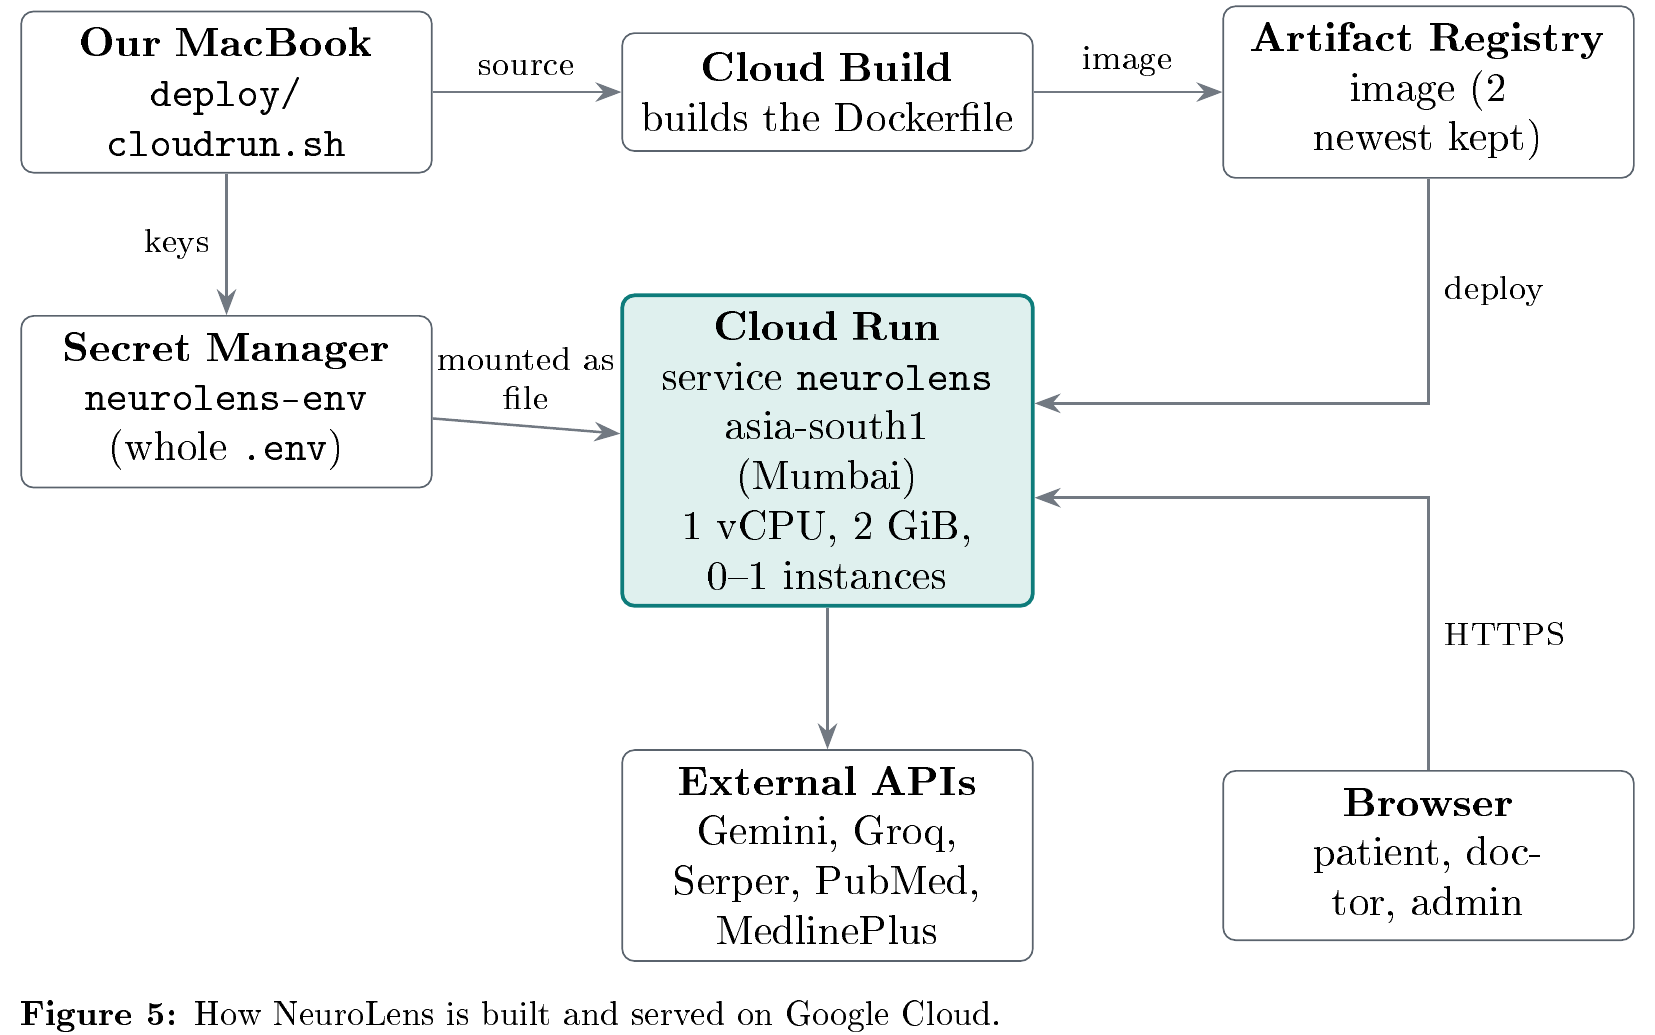 Our MacBook
deploy/
cloudrun.sh
source
Cloud Build
builds the Dockerfile
image
Artifact Registry
image (2
newest kept)
keys
deploy
Secret Manager
neurolens-env
(whole .env)
mounted as
file
Cloud Run
service neurolens
asia-south1
(Mumbai)
1 vCPU, 2 GiB,
0–1 instances
HTTPS
External APIs
Gemini, Groq,
Serper, PubMed,
MedlinePlus
Browser
patient, doc-
tor, admin
Figure 5: How NeuroLens is built and served on Google Cloud.